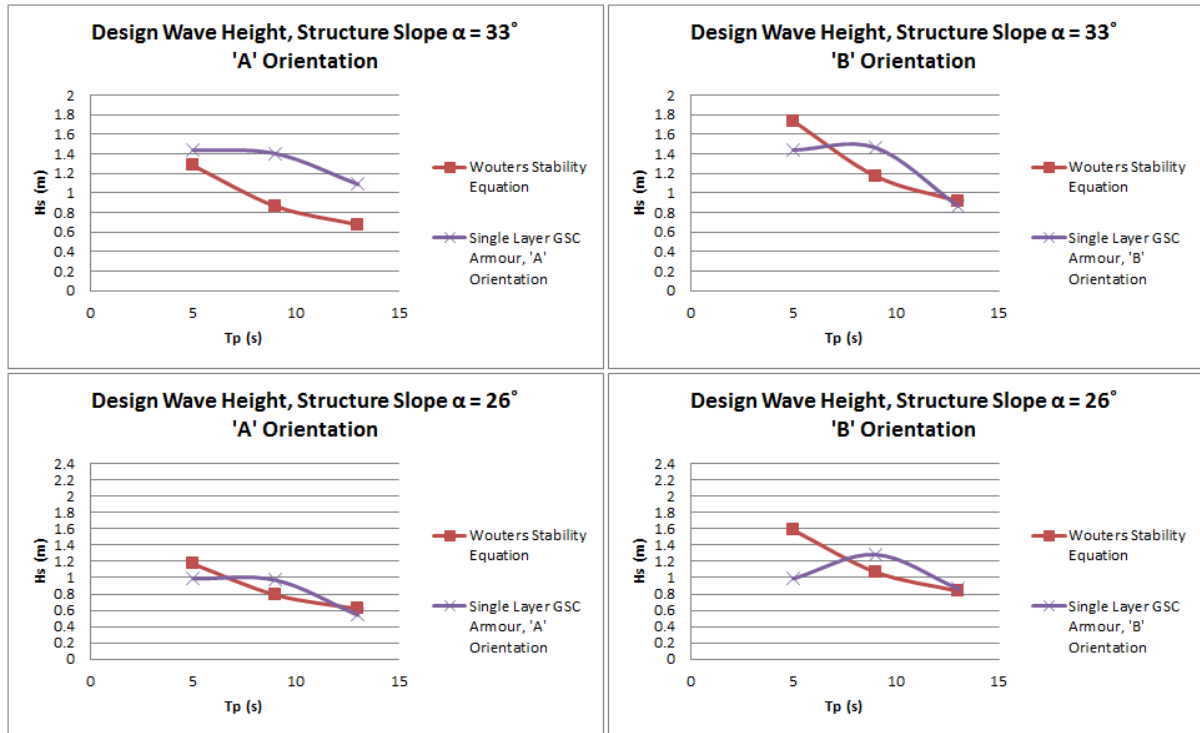 Design Wave Height, Structure Slope α = 33˚
'A' Orientation
2
1.8
1.6
1.4
1.2
1
0.8
0.6
0.4
0.2
0
Hs (m)
0
5
10
15
Tp (s)
Wouters Stability
Equation
Single Layer GSC
Armour, 'A'
Orientation
Design Wave Height, Structure Slope α = 33˚
'B' Orientation
2
1.8
1.6
1.4
1.2
1
0.8
0.6
0.4
0.2
0
Hs (m)
0
5
10
15
Tp (s)
Wouters Stability
Equation
Single Layer GSC
Armour, 'B'
Orientation
Design Wave Height, Structure Slope α = 26˚
'A' Orientation
2.4
2.2
2
1.8
1.6
1.4
1.2
1
0.8
0.6
0.4
0.2
0
Hs (m)
0
5
10
15
Tp (s)
Wouters Stability
Equation
Single Layer GSC
Armour, 'A'
Orientation
Design Wave Height, Structure Slope α = 26˚
'B' Orientation
2.4
2.2
2
1.8
1.6
1.4
1.2
1
0.8
0.6
0.4
0.2
0
Hs (m)
0
5
10
15
Tp (s)
Wouters Stability
Equation
Single Layer GSC
Armour, 'B'
Orientation